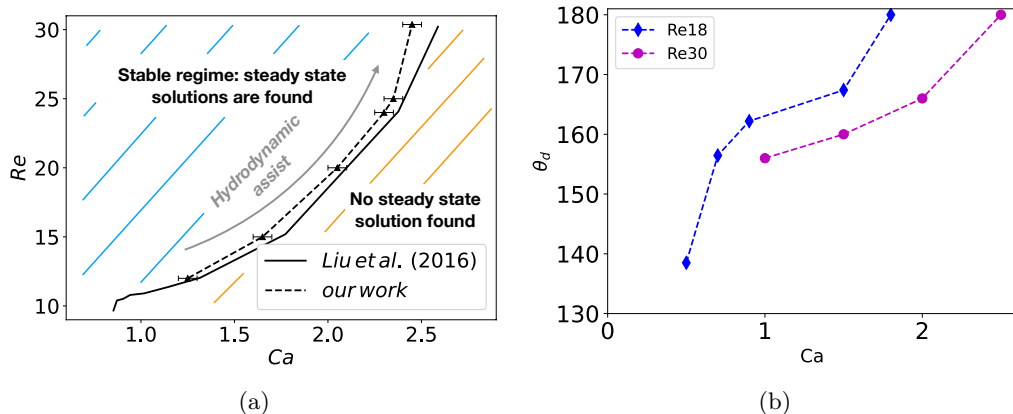 30
25
20
15
10
Re
Stable regime: steady state
solutions are found
Hydrodynamic
assist
No steady state
solution found
Liu et al. (2016)
our work
1.0 1.5 2.0 2.5
Ca
(a)
180
170
160
150
140
130
θd
Re18
Re30
0 1 2
Ca
(b)